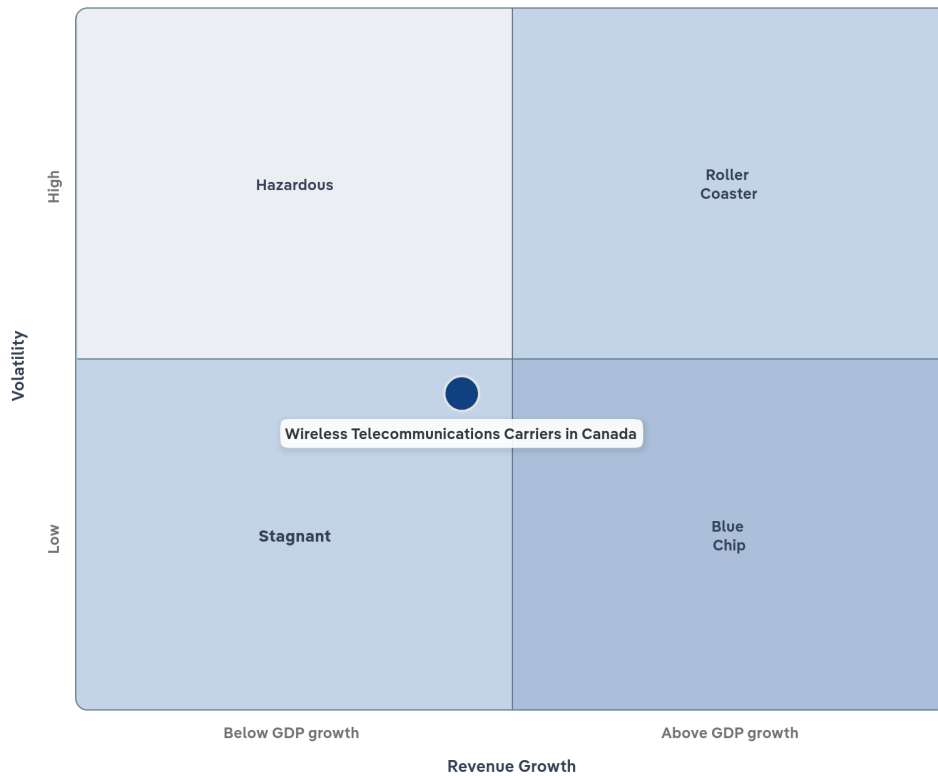 Hazardous
Roller
Coaster
High
Volatility
Wireless Telecommunications Carriers in Canada
Low
Stagnant
Blue
Chip
Below GDP growth
Above GDP growth
Revenue Growth